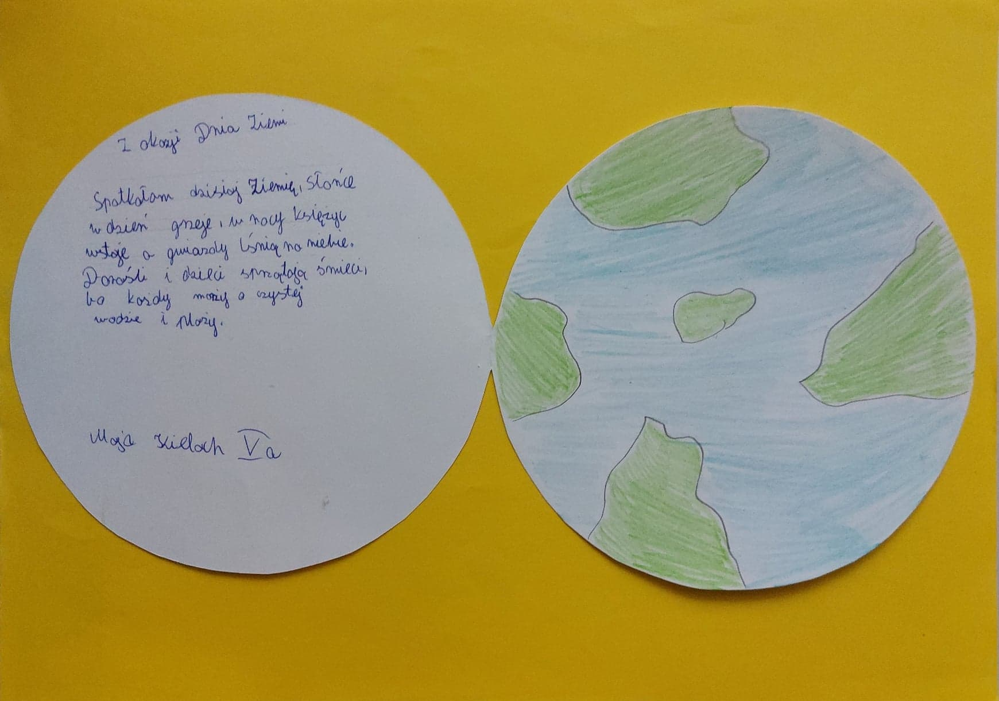 Z okazji Dnia Ziemi
Spotkałam dzisiaj Ziemię, Słońce
w dzień grzeje, w nocy księżyc
wstaje a gwiazdy lśnią na niebie.
Dorośli i dzieci sprzątają śmieci,
bo każdy marzy o czystej
wodzie i plaży.
Maja Kielach Va